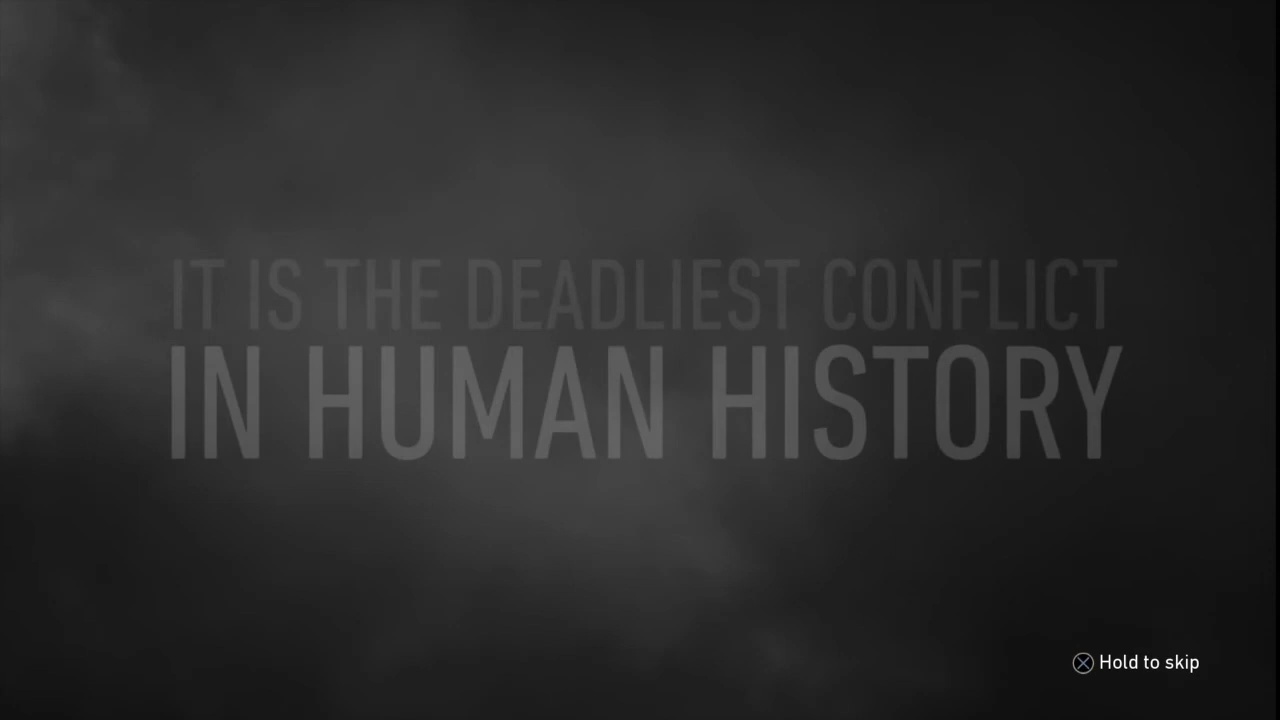 IT IS THE DEADLIEST CONFLICT
IN HUMAN HISTORY
Hold to skip